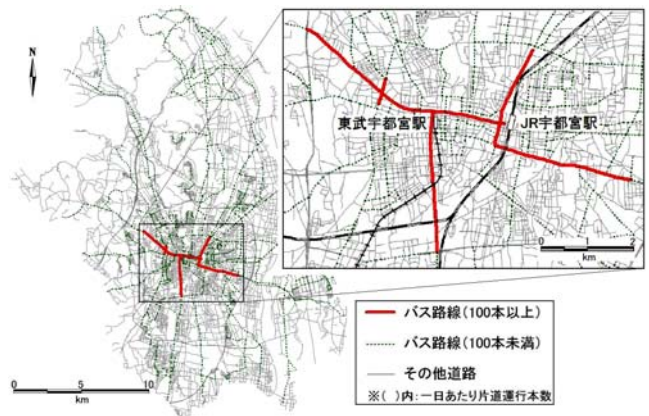 N
東武宇都宮駅
JR宇都宮駅
0 1 2
km
0 5 10
km
バス路線(100本以上)
バス路線(100本未満)
その他道路
※( )内:一日あたり片道運行本数